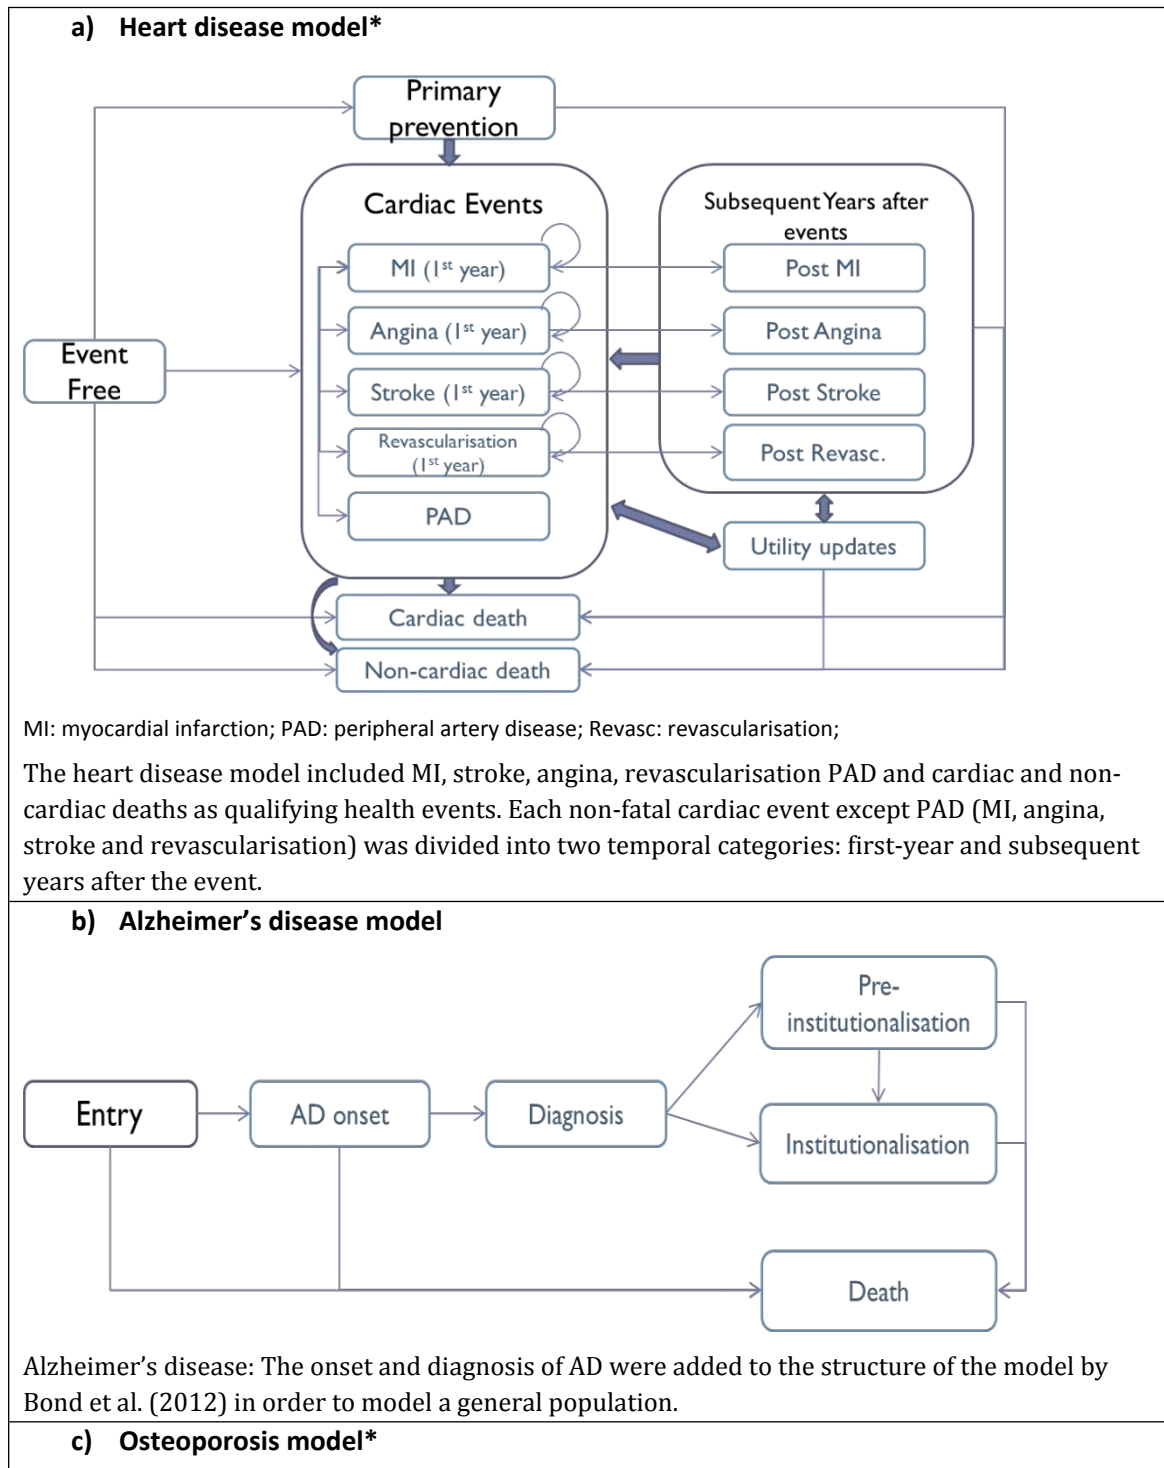 a) Heart disease model*
Primary
prevention
Cardiac Events
Subsequent Years after
events
MI (1st year)
Post MI
Angina (1st year)
Post Angina
Event
Free
Stroke (1st year)
Post Stroke
Revascularisation
(1st year)
Post Revasc.
PAD
Utility updates
Cardiac death
Non-cardiac death
MI: myocardial infarction; PAD: peripheral artery disease; Revasc: revascularisation;
The heart disease model included MI, stroke, angina, revascularisation PAD and cardiac and non-
cardiac deaths as qualifying health events. Each non-fatal cardiac event except PAD (MI, angina,
stroke and revascularisation) was divided into two temporal categories: first-year and subsequent
years after the event.
b) Alzheimer’s disease model
Pre-
institutionalisation
Entry
AD onset
Diagnosis
Institutionalisation
Death
Alzheimer’s disease: The onset and diagnosis of AD were added to the structure of the model by
Bond et al. (2012) in order to model a general population.
c) Osteoporosis model*